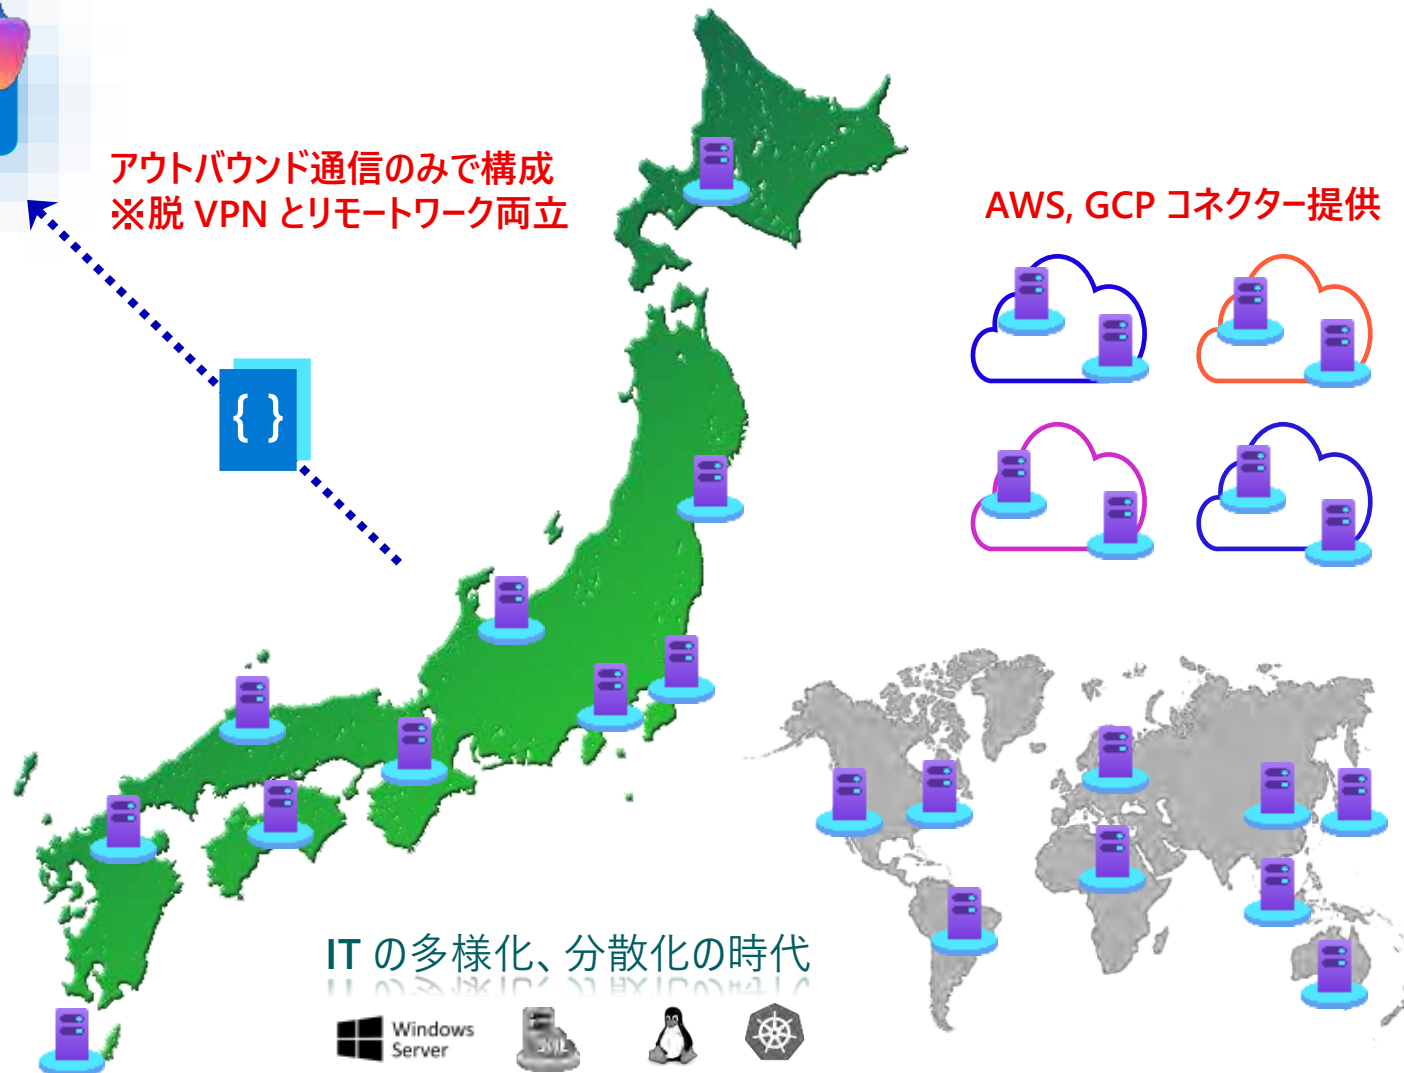 アウトバウンド通信のみで構成
※脱 VPN とリモートワーク両立
AWS, GCP コネクター提供
{ }
IT の多様化、分散化の時代
Windows
Server
SQL